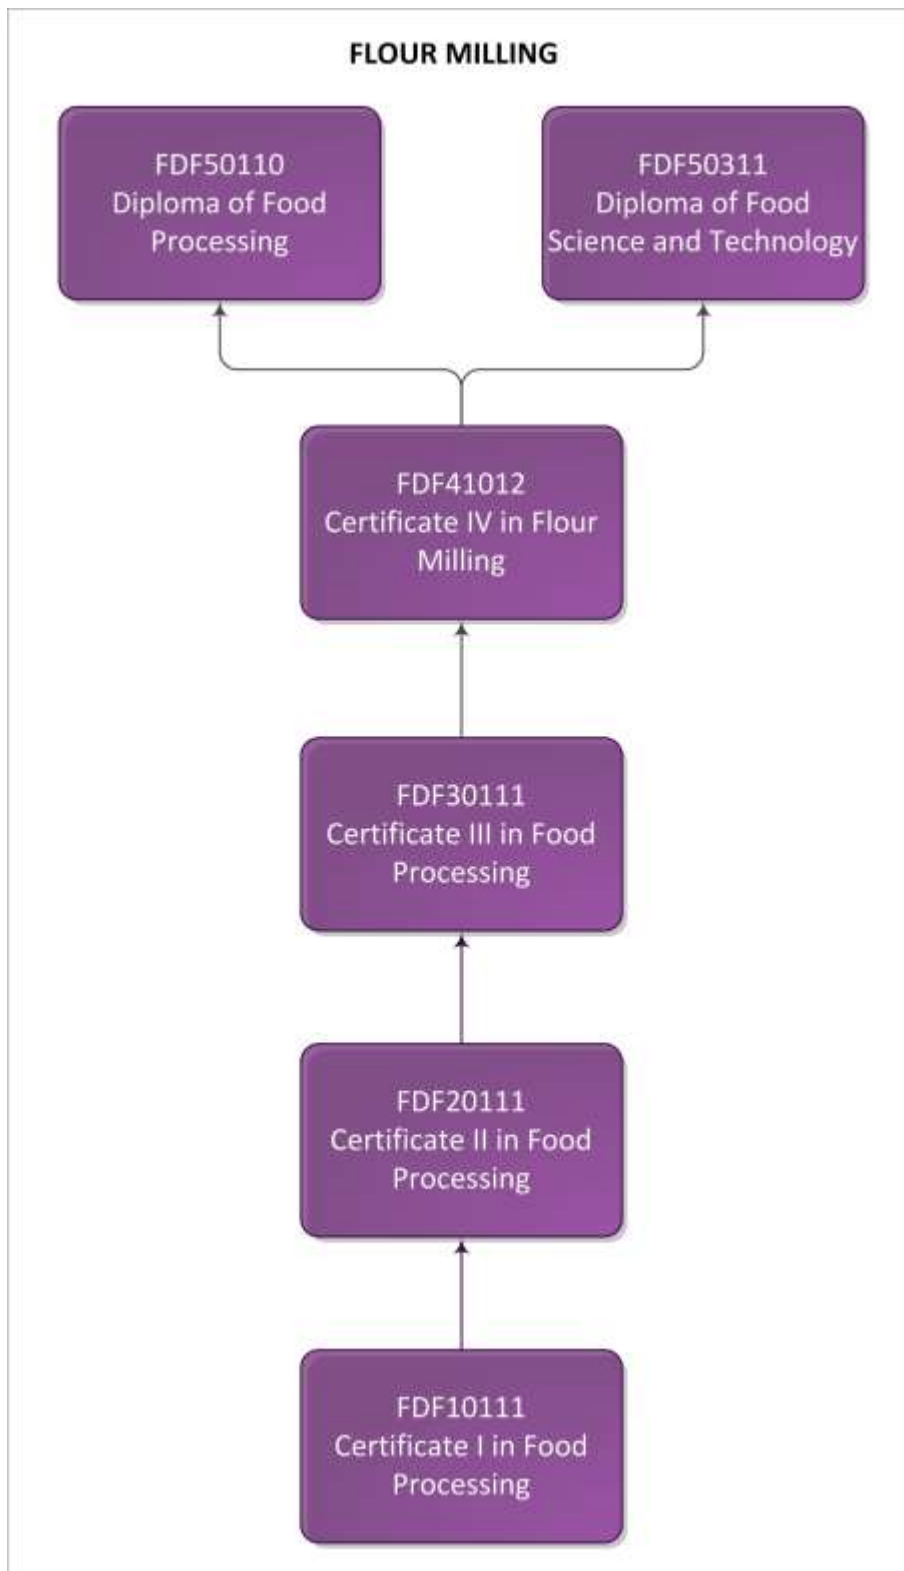 FLOUR MILLING
FDF50110
Diploma of Food
Processing
FDF50311
Diploma of Food
Science and Technology
FDF41012
Certificate IV in Flour
Milling
FDF30111
Certificate III in Food
Processing
FDF20111
Certificate II in Food
Processing
FDF10111
Certificate I in Food
Processing